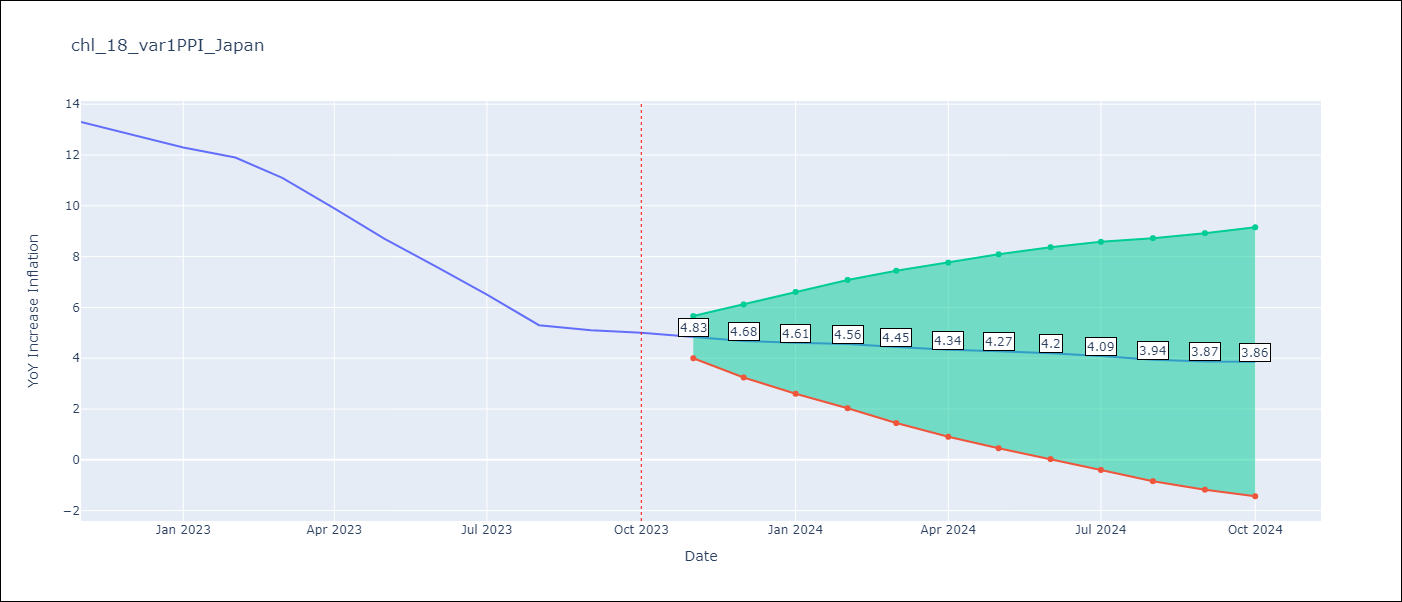 chl_18_var1PPI_Japan
YoY Increase Inflation
14
12
10
8
6
4
2
0
−2
4.83
4.68
4.61
4.56
4.45
4.34
4.27
4.2
4.09
3.94
3.87
3.86
Jan 2023
Apr 2023
Jul 2023
Oct 2023
Jan 2024
Apr 2024
Jul 2024
Oct 2024
Date